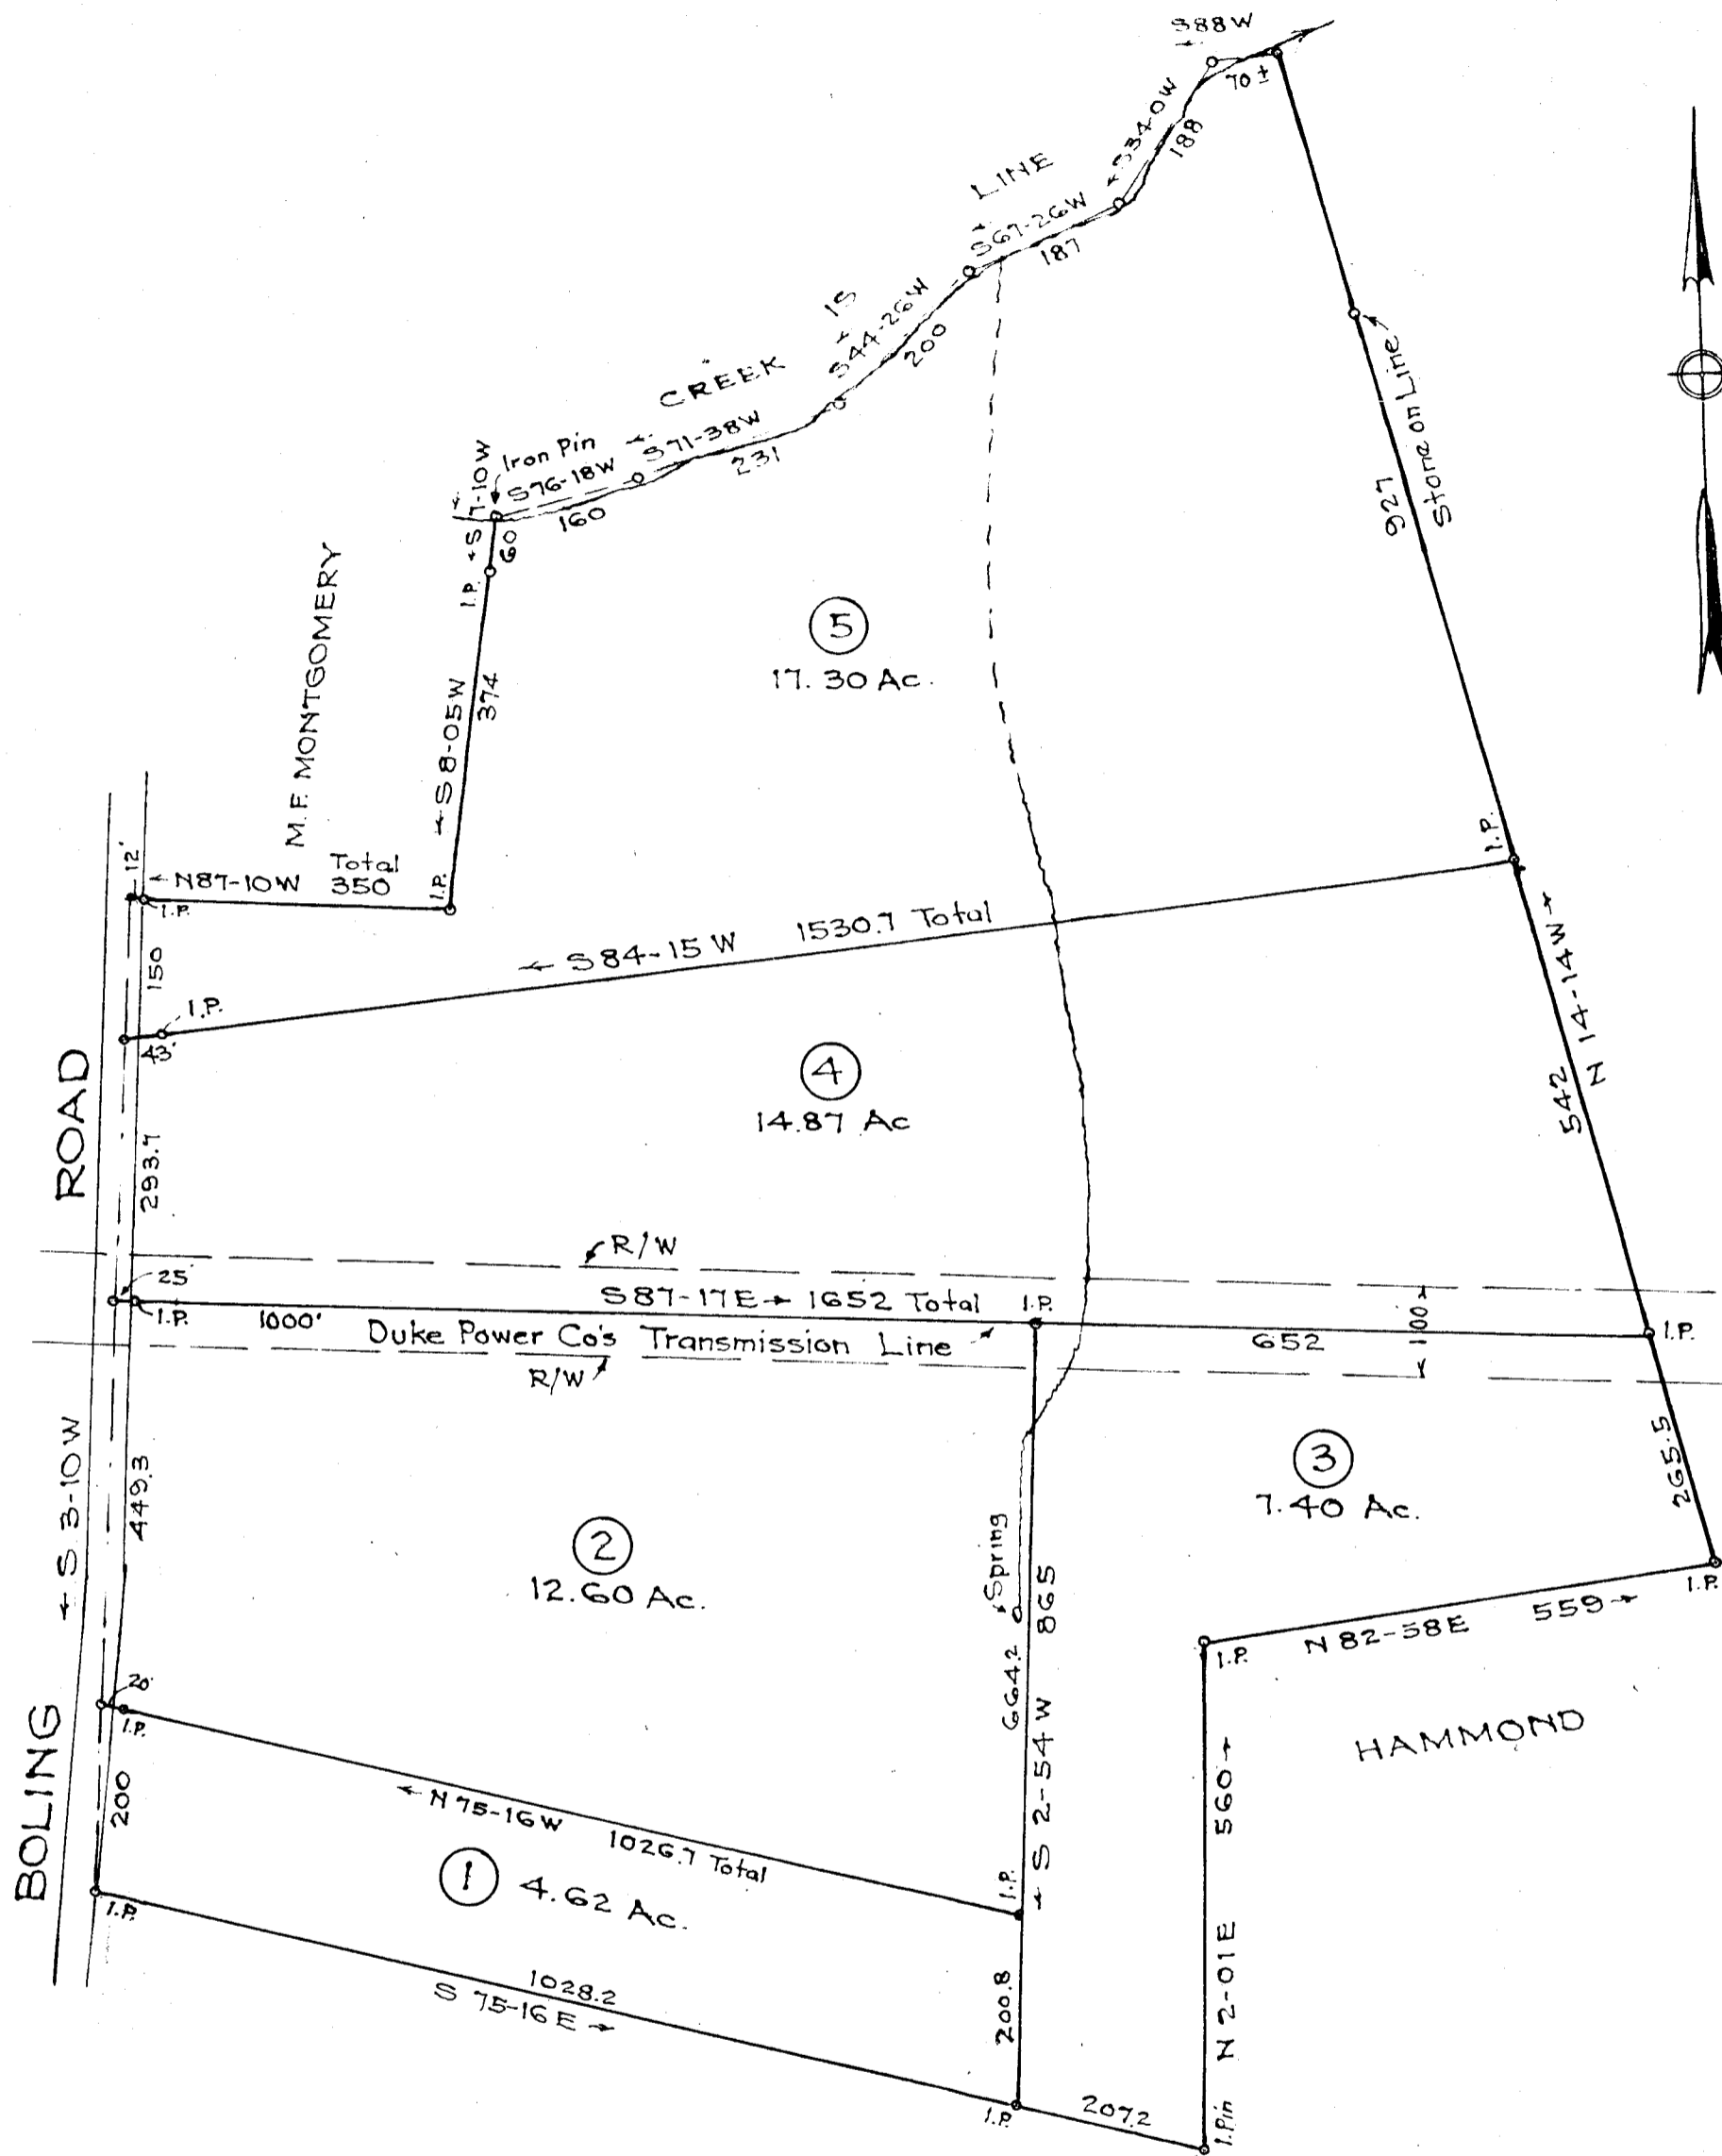 S88W
70±
S34-0W
188
LINE
S67-26W
187
IS
S44-26W
200
CREEK
S71-38W
231
Iron Pin
S76-18W
160
S 7-10W
60
I.P.
M.F. MONTGOMERY
S 8-05W
374
I.P.
12'
N87-10W
Total
350
I.P.
150
Stone on Line
927
5
17.30 Ac.
I.P.
S 84-15 W 1530.7 Total
I.P.
43'
N 14-14W
542
4
14.87 Ac
ROAD
293.7
R/W
25'
I.P.
S87-17E 1652 Total
I.P.
1000'
Duke Power Co's Transmission Line
652
100
I.P.
R/W
S 3-10W
449.3
3
7.40 Ac.
265.5
2
12.60 Ac.
Spring
865
664.2
S 2-54W
I.P.
N 82-58E 559
I.P.
HAMMOND
20'
I.P.
BOLING
200
N 75-16W
1026.7 Total
1
4.62 Ac.
I.P.
I.P.
560
N 2-01E
I.Pin
1028.2
S 75-16E
200.8
I.P.
207.2